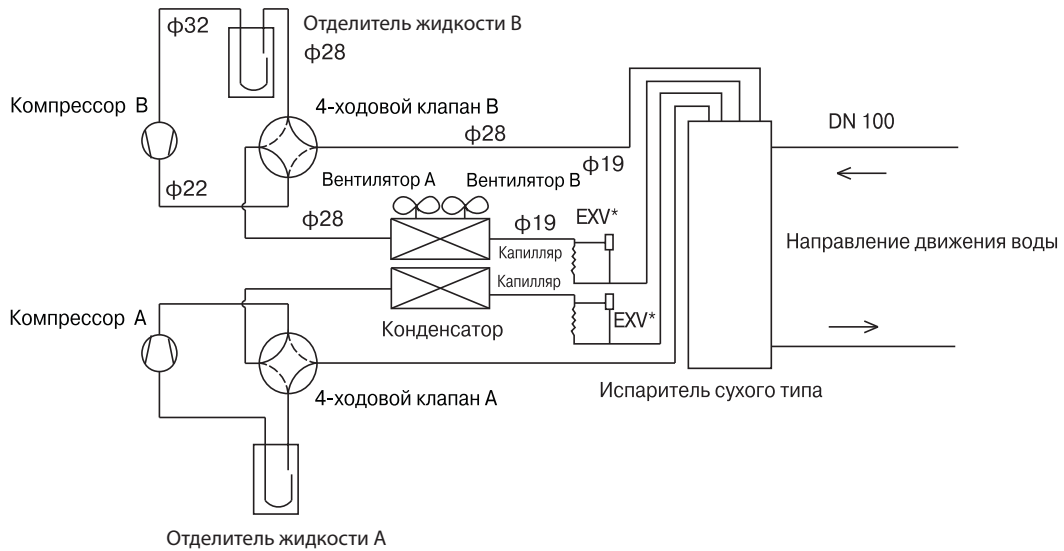 ф32
Отделитель жидкости B
ф28
Компрессор B
4-ходовой клапан B
ф28
DN 100
ф19
ф22
Вентилятор A
Вентилятор B
ф28
ф19
EXV*
Направление движения воды
Капилляр
Капилляр
Компрессор A
EXV*
Конденсатор
Испаритель сухого типа
4-ходовой клапан A
Отделитель жидкости A